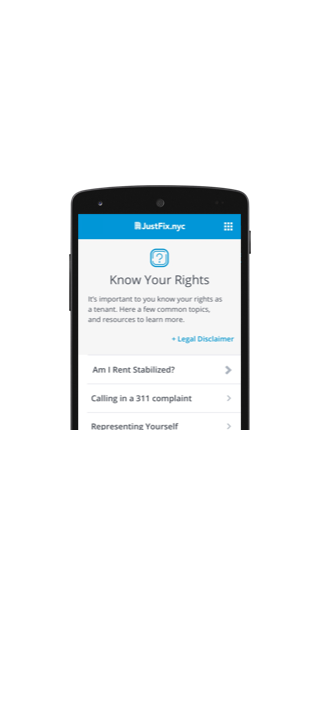 JustFix.nyc
Know Your Rights
It's important to you know your rights as
a tenant. Here a few common topics,
and resources to learn more.
+ Legal Disclaimer
Am I Rent Stabilized?
Calling in a 311 complaint
Representing Yourself